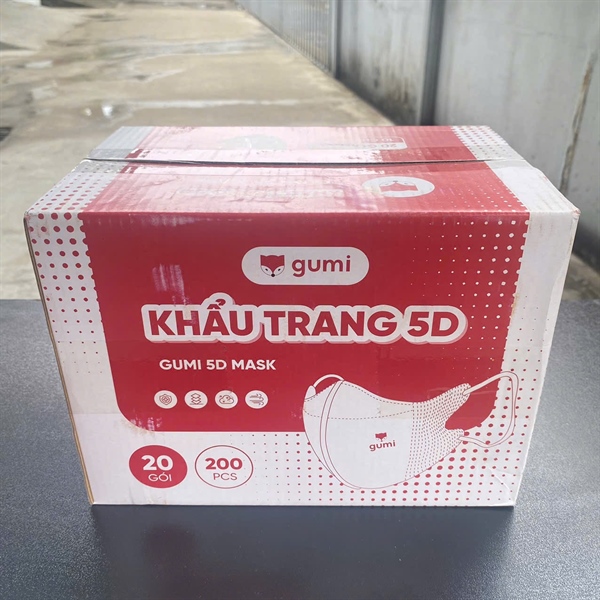 gumi
KHẨU TRANG 5D
GUMI 5D MASK
gumi
20
GÓI
200
PCS